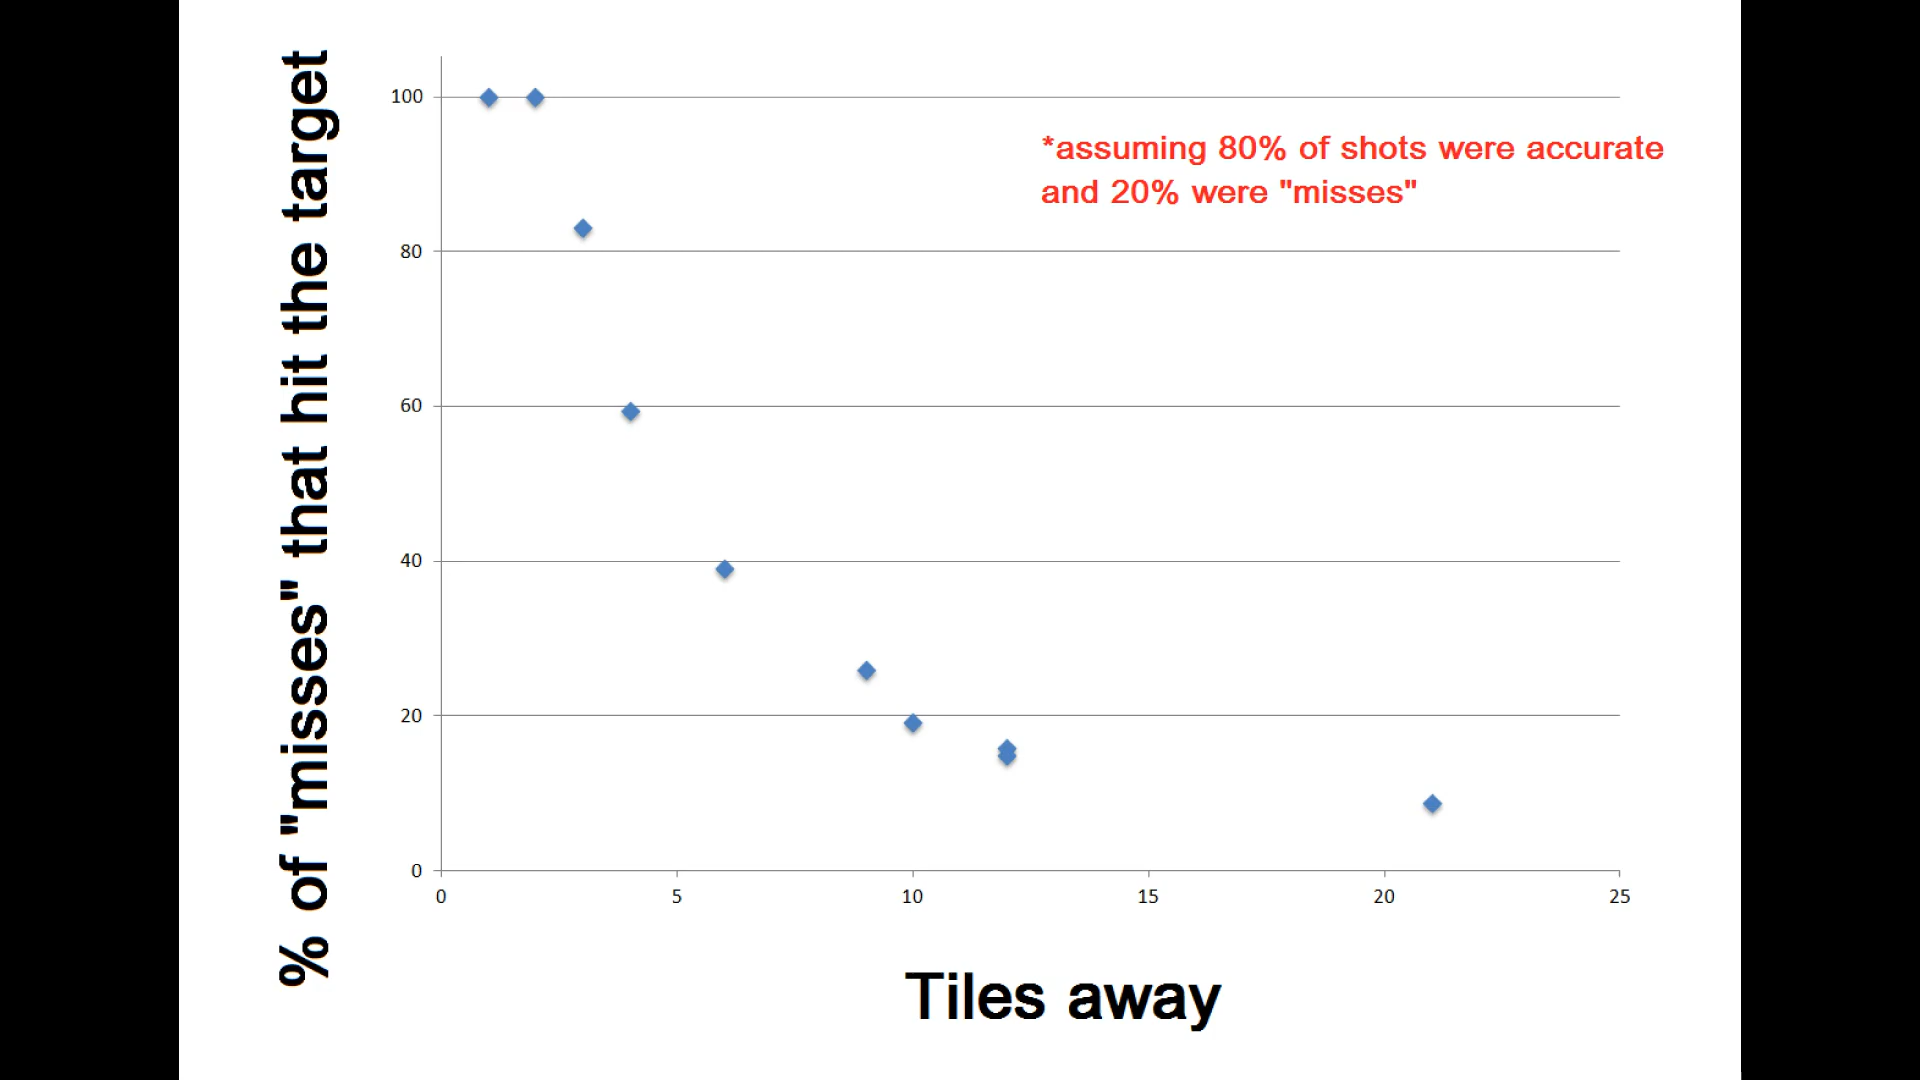 % of "misses" that hit the target
100
80
60
40
20
0
*assuming 80% of shots were accurate
and 20% were "misses"
0 5 10 15 20 25
Tiles away